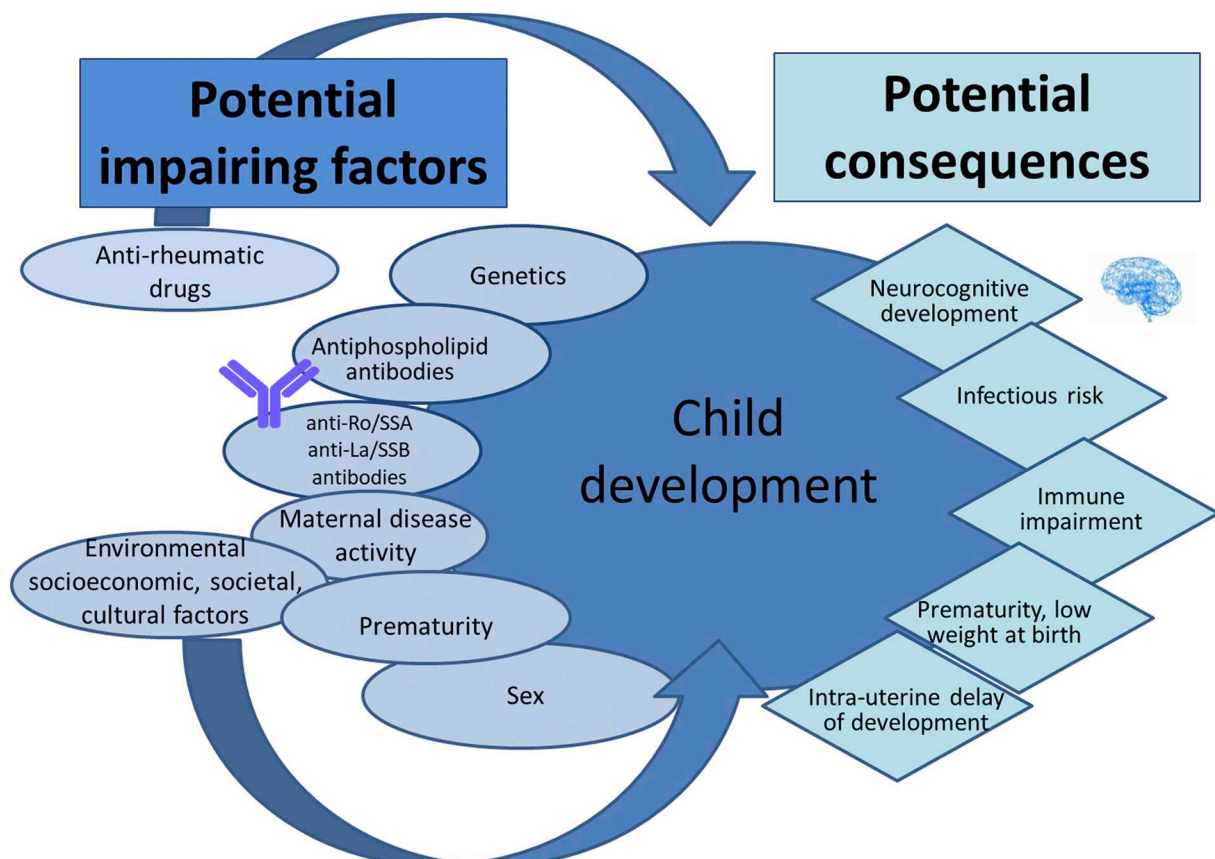 Potential
impairing factors
Potential
consequences
Anti-rheumatic
drugs
Genetics
Antiphospholipid
antibodies
anti-Ro/SSA
anti-La/SSB
antibodies
Maternal disease
activity
Environmental
socioeconomic, societal,
cultural factors
Prematurity
Sex
Child
development
Neurocognitive
development
Infectious risk
Immune
impairment
Prematurity, low
weight at birth
Intra-uterine delay
of development